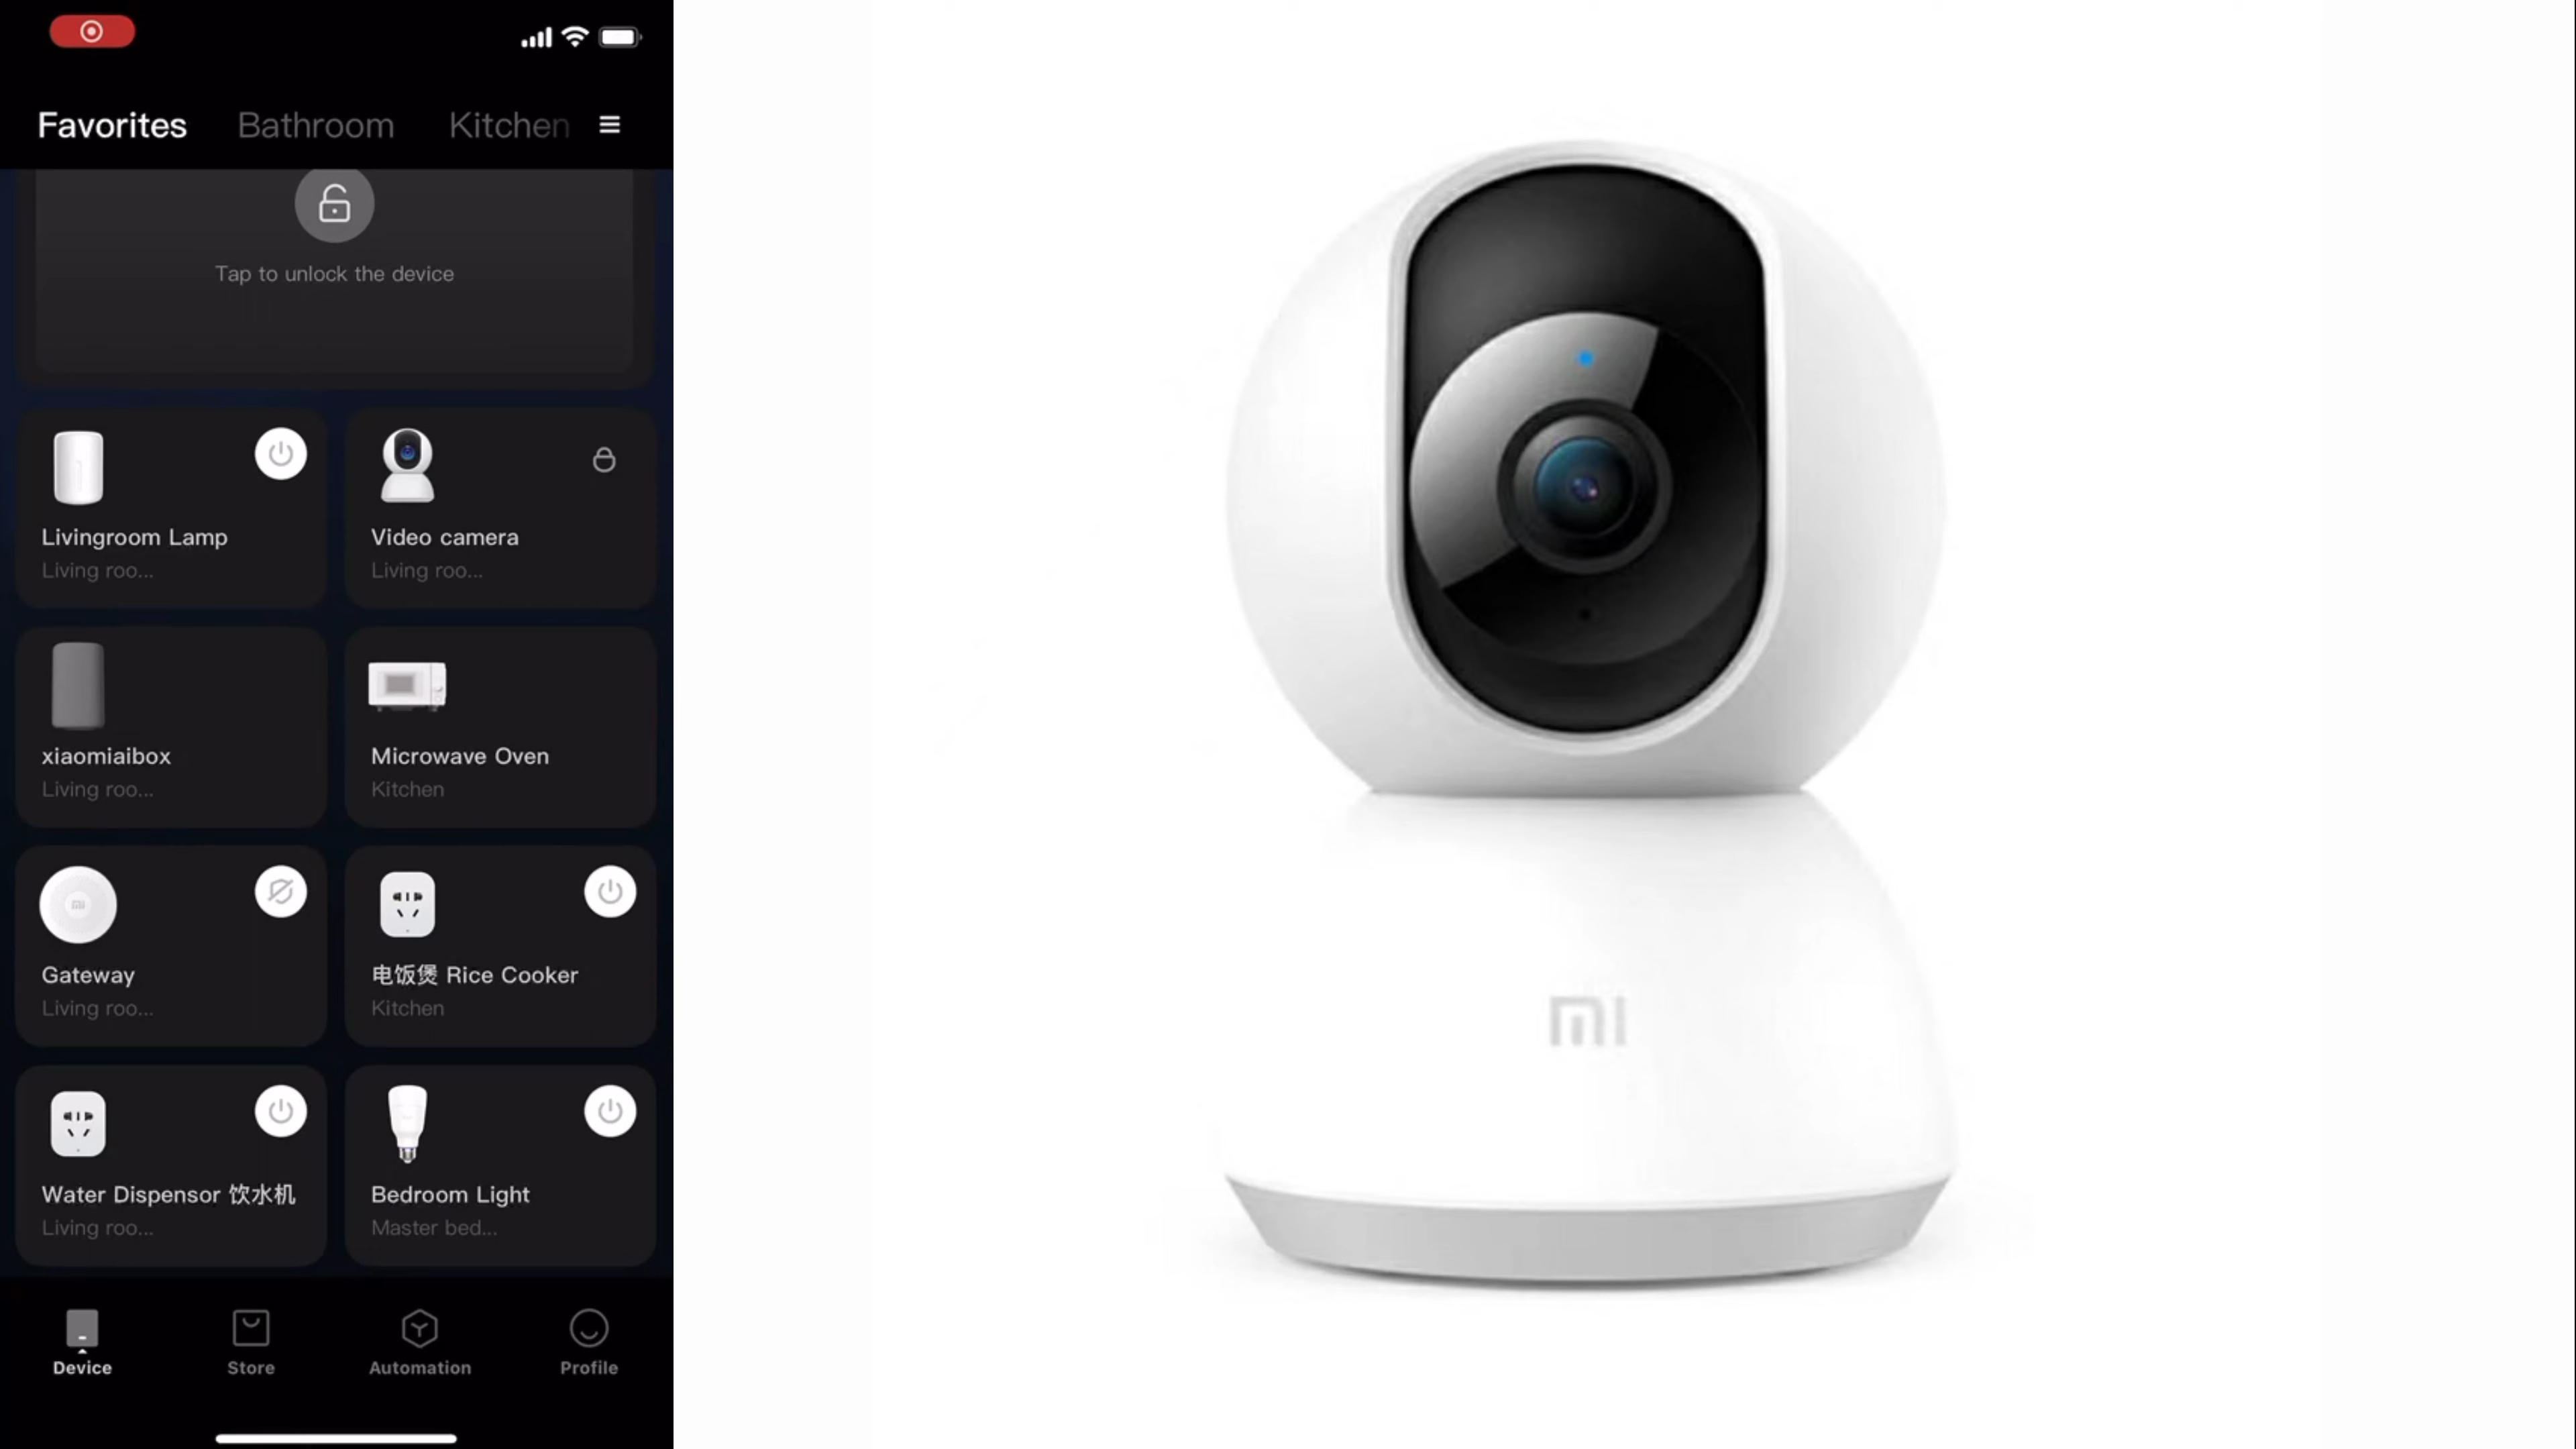 Favorites Bathroom Kitchen
Tap to unlock the device
Livingroom Lamp
Living roo...
Video camera
Living roo...
xiaomiaibox
Living roo...
Microwave Oven
Kitchen
Gateway
Living roo...
电饭煲 Rice Cooker
Kitchen
Water Dispensor 饮水机
Living roo...
Bedroom Light
Master bed...
Device Store Automation Profile
mi